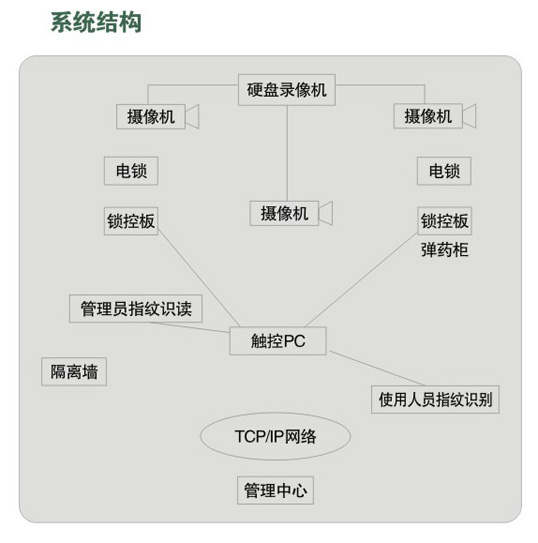 系统结构
硬盘录像机
摄像机
摄像机
电锁
电锁
摄像机
锁控板
锁控板
弹药柜
管理员指纹识读
触控PC
隔离墙
使用人员指纹识别
TCP/IP网络
管理中心